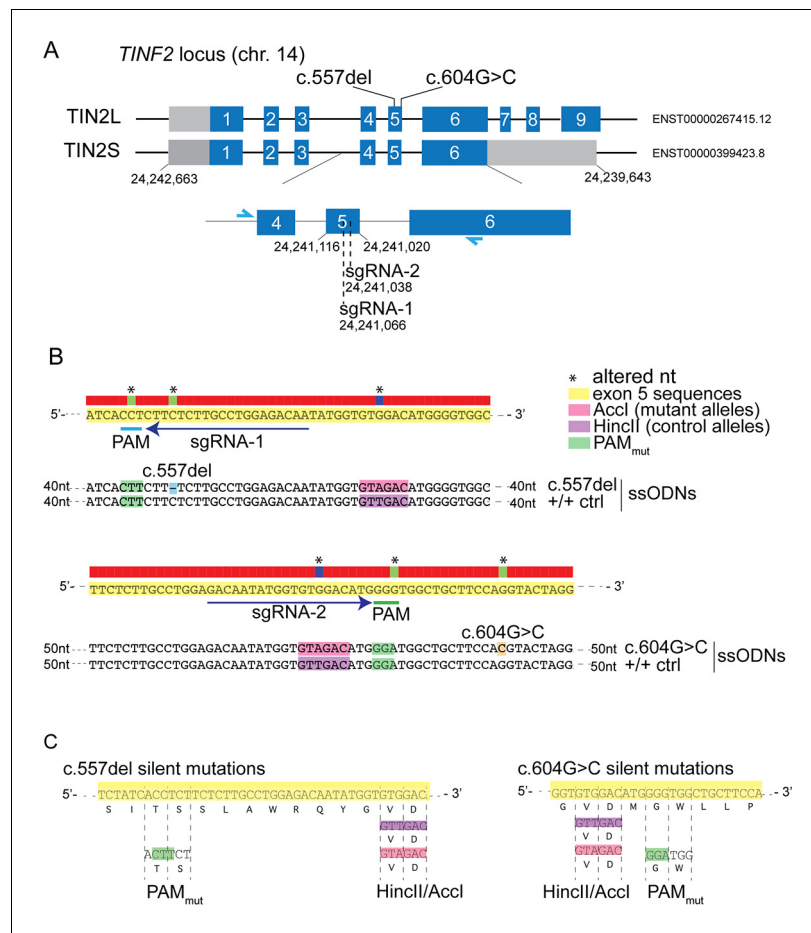 A
TINF2 locus (chr. 14)
c.557del c.604G>C
TIN2L 1 2 3 4 5 6 7 8 9 ENST00000267415.12
TIN2S 1 2 3 4 5 6 ENST00000399423.8
24,242,663 24,239,643
4 5 6
24,241,116 24,241,020
sgRNA-2
24,241,038
sgRNA-1
24,241,066
B
* altered nt
exon 5 sequences
AccI (mutant alleles)
HincII (control alleles)
PAMmut
* * *
5'- ATCACCTCTTCTCTTGCCTGGAGACAATATGGTGTGGACATGGGGTGGC - 3'
PAM sgRNA-1
c.557del
40nt ATCACTTCTT-TCTTGCCTGGAGACAATATGGTGTAGACATGGGGTGGC 40nt c.557del
40nt ATCACTTCTTCTCTTGCCTGGAGACAATATGGTGTTGACATGGGGTGGC 40nt +/+ ctrl
ssODNs
* * *
5'- TTCTCTTGCCTGGAGACAATATGGTGTGGACATGGGGTGGCTGCTTCCAGGTACTAGG - 3'
sgRNA-2 PAM
c.604G>C
50nt TTCTCTTGCCTGGAGACAATATGGTGTAGACATGGGATGGCTGCTTCCACGTACTAGG 50nt c.604G>C
50nt TTCTCTTGCCTGGAGACAATATGGTGTTGACATGGGATGGCTGCTTCCAGGTACTAGG 50nt +/+ ctrl
ssODNs
C
c.557del silent mutations
5'- TCTATCACCTCTTCTCTTGCCTGGAGACAATATGGTGTGGAC - 3'
S I T S S L A W R Q Y G V D
GTTGAC
V D
ACTTCT GTAGAC
T S V D
PAMmut HincII/AccI
c.604G>C silent mutations
5'- GGTGTGGACATGGGGTGGCTGCTTCCA - 3'
G V D M G W L L P
GTTGAC
V D
GTAGAC GGATGG
V D G W
HincII/AccI PAMmut